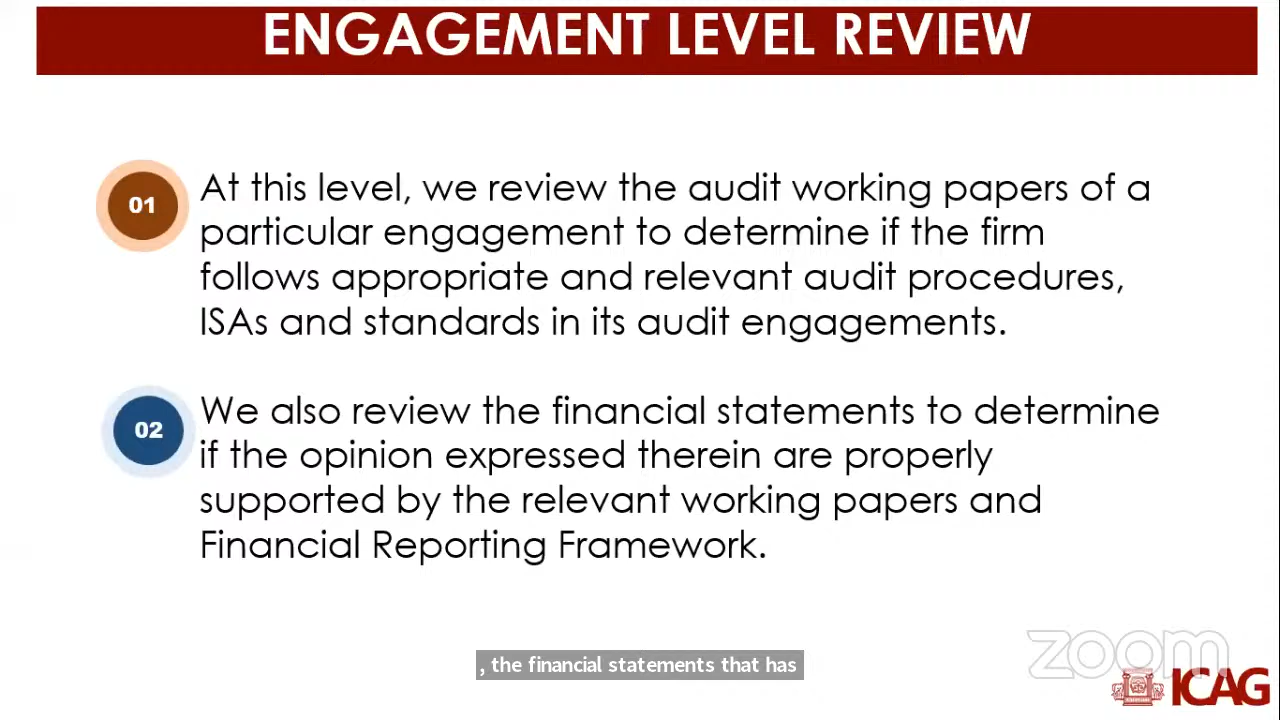 ENGAGEMENT LEVEL REVIEW
01
At this level, we review the audit working papers of a
particular engagement to determine if the firm
follows appropriate and relevant audit procedures,
ISAs and standards in its audit engagements.
02
We also review the financial statements to determine
if the opinion expressed therein are properly
supported by the relevant working papers and
Financial Reporting Framework.
, the financial statements that has
zoom
ICAG